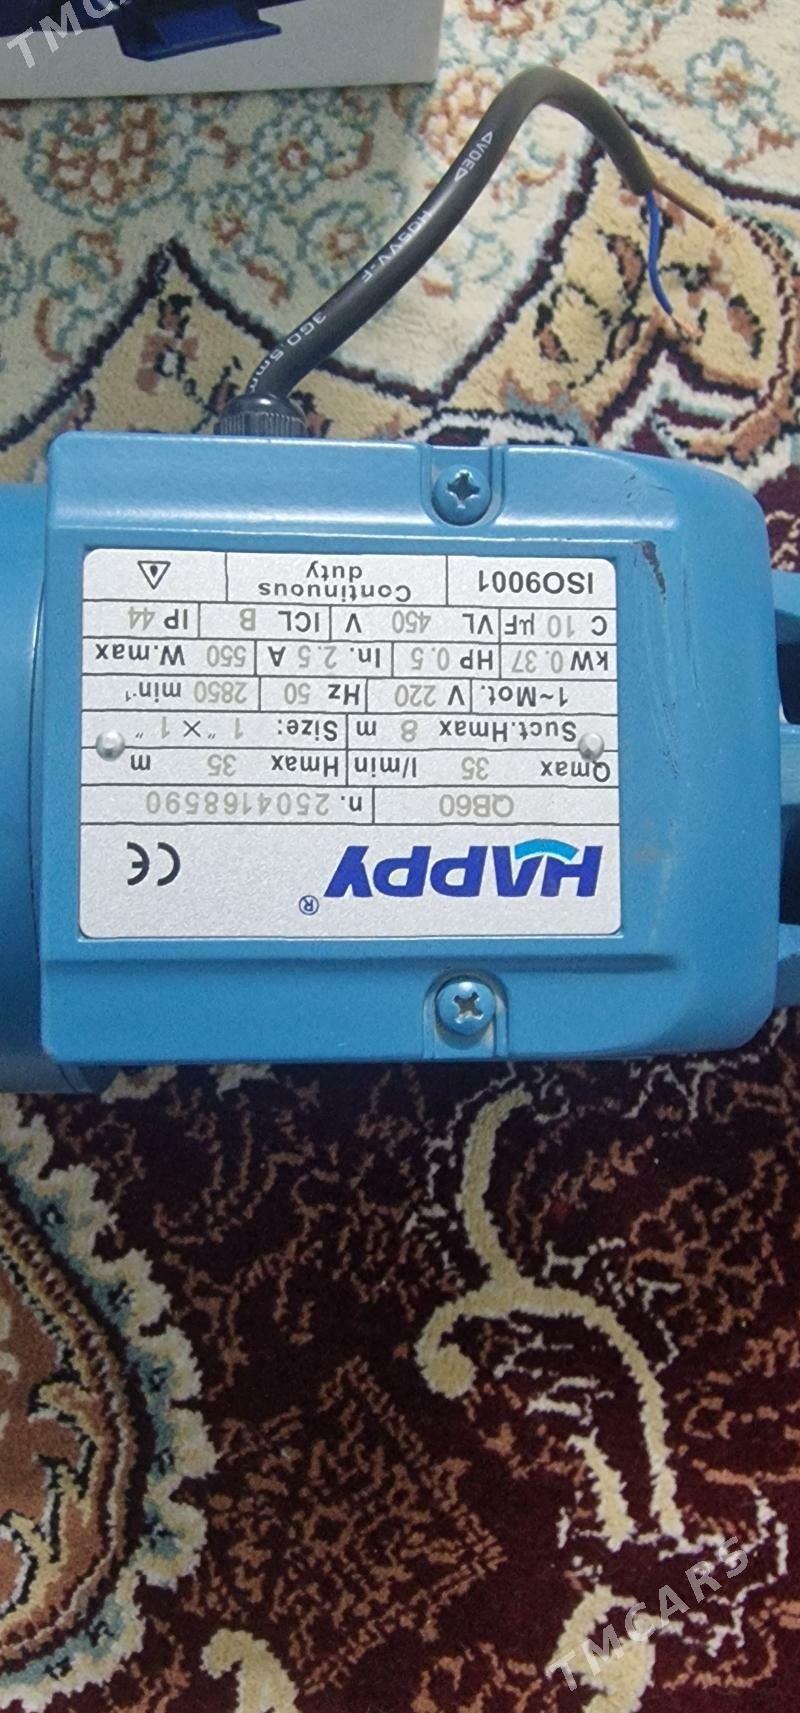 TMCARS
◁VDE▷
H05VV-F
3G0.5mm
HAPPY ® CE
QB60 n. 2504168590
Qmax 35 l/min Hmax 35 m
Suct.Hmax 8 m Size: 1 "×1 "
1~Mot. V 220 V Hz 50 2850 min⁻¹
kW 0.37 HP 0.5 In. 2.5 A 550 W.max
C 10 µF VL 450 V ICL B IP 44
ISO9001 Continuous
duty
TMCARS